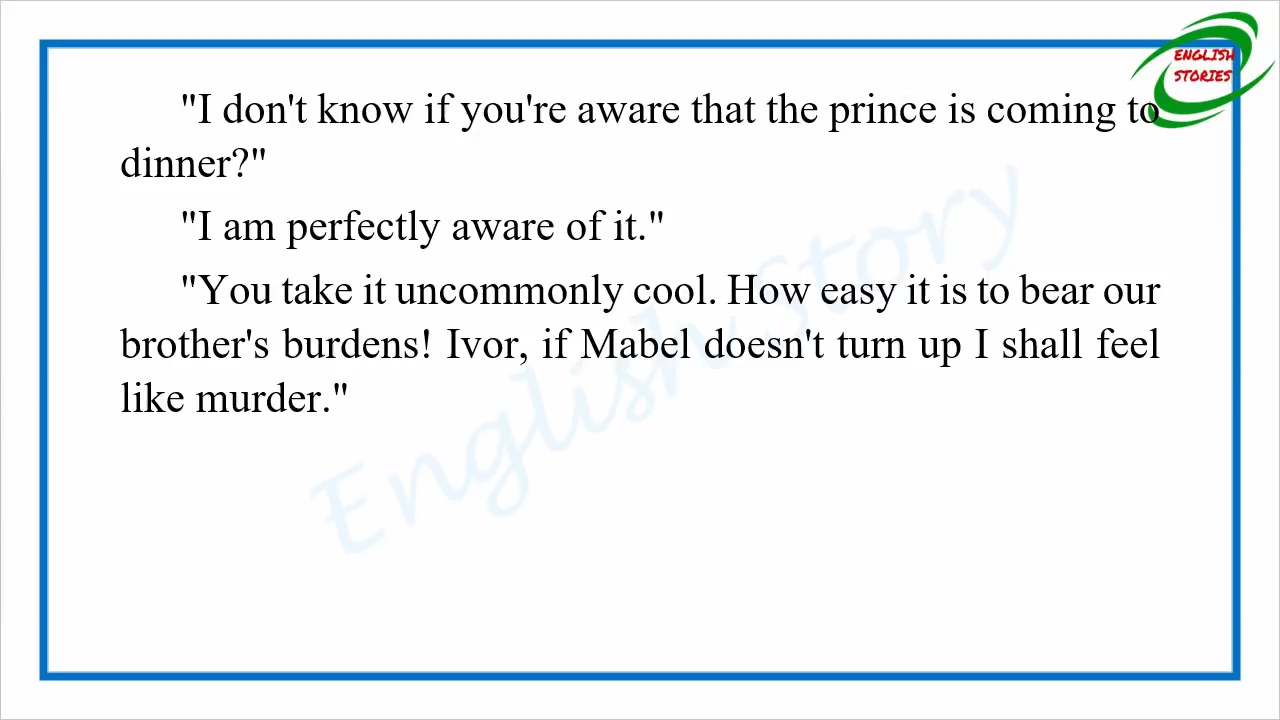 ENGLISH
STORIES
"I don't know if you're aware that the prince is coming to
dinner?"
"I am perfectly aware of it."
"You take it uncommonly cool. How easy it is to bear our
brother's burdens! Ivor, if Mabel doesn't turn up I shall feel
like murder."
English Story